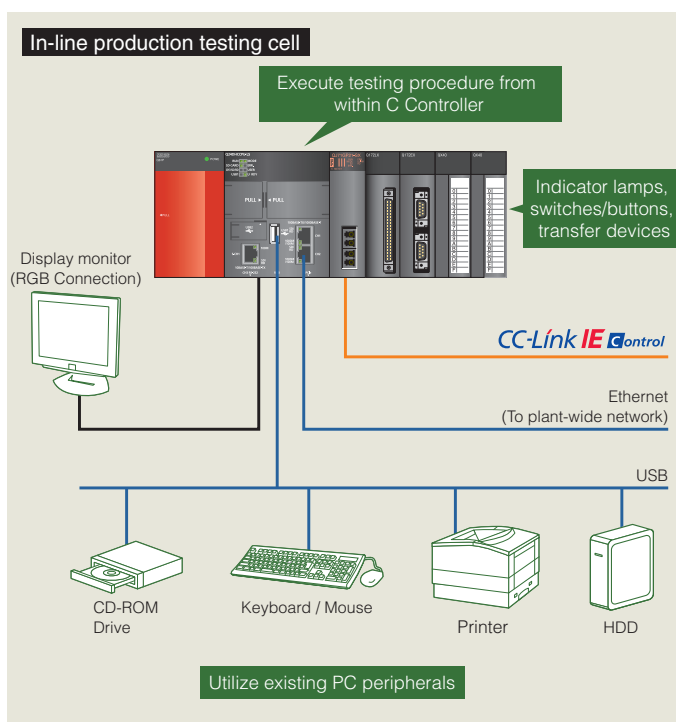 In-line production testing cell
Execute testing procedure from
within C Controller
PULL
PULL
Indicator lamps,
switches/buttons,
transfer devices
Display monitor
(RGB Connection)
CC-Link IE Control
Ethernet
(To plant-wide network)
USB
CD-ROM
Drive
Keyboard / Mouse
Printer
HDD
Utilize existing PC peripherals